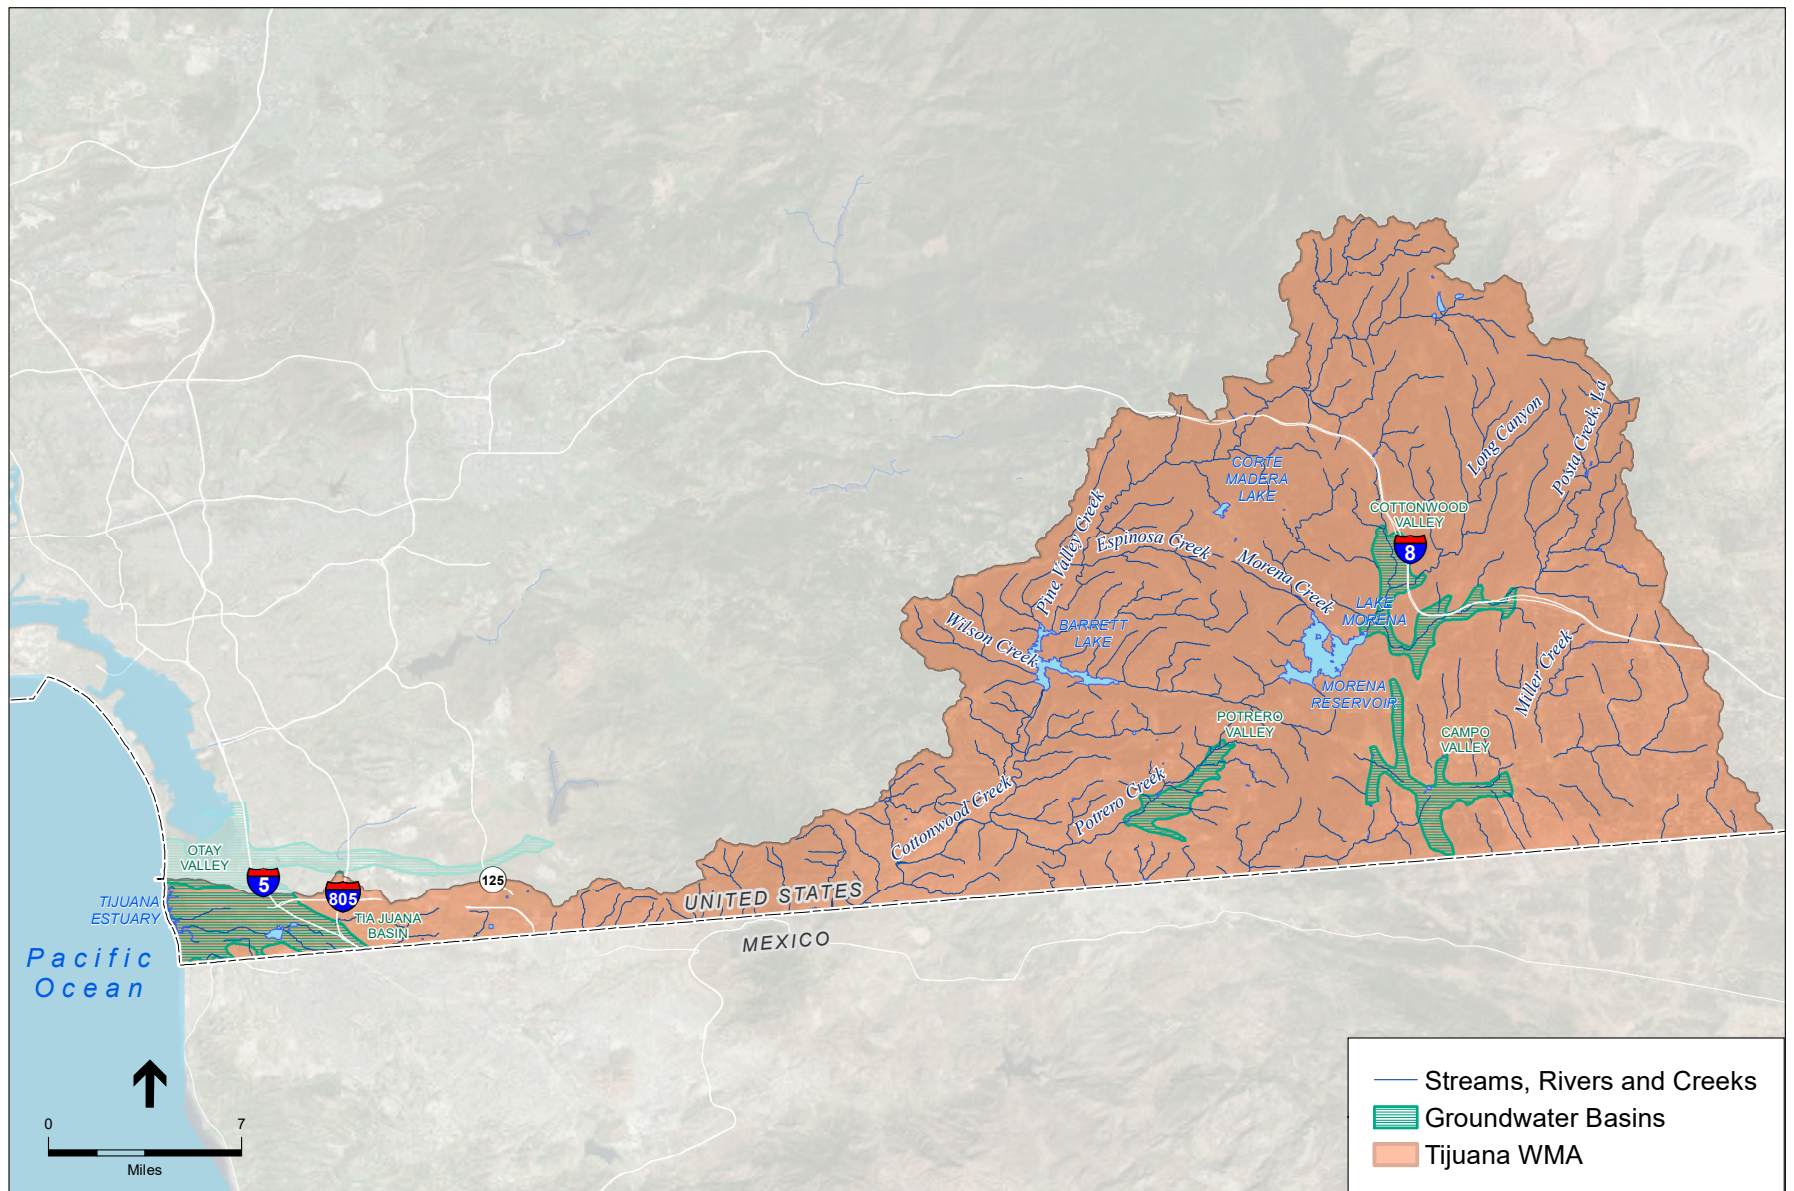 Long Canyon
Posta Creek, La
CORTE
MADERA
LAKE
COTTONWOOD
VALLEY
8
Pine Valley Creek
Espinosa Creek
Morena Creek
LAKE
MORENA
Wilson Creek
BARRETT
LAKE
Miller Creek
MORENA
RESERVOIR
POTRERO
VALLEY
CAMPO
VALLEY
Cottonwood Creek
Potrero Creek
OTAY
VALLEY
5
805
125
TIJUANA
ESTUARY
TIA JUANA
BASIN
UNITED STATES
MEXICO
Pacific
Ocean
0 7
Miles
Streams, Rivers and Creeks
Groundwater Basins
Tijuana WMA